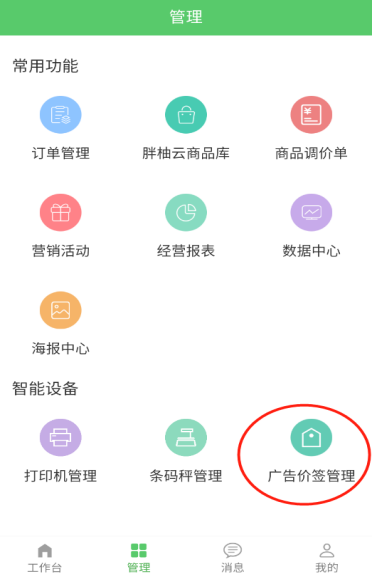 管理
常用功能
订单管理 胖柚云商品库 商品调价单
营销活动 经营报表 数据中心
海报中心
智能设备
打印机管理 条码秤管理 广告价签管理
工作台 管理 消息 我的